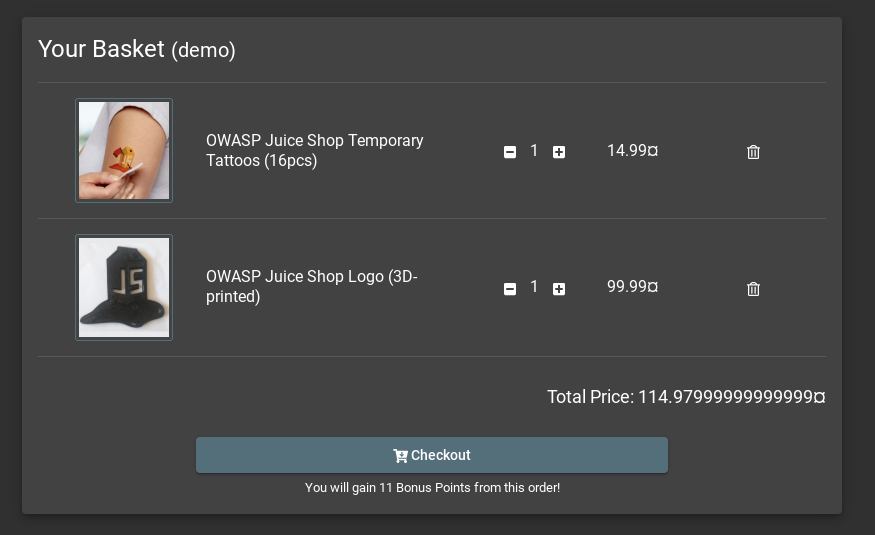 Your Basket (demo)
OWASP Juice Shop Temporary
Tattoos (16pcs)
1
14.99¤
JS
OWASP Juice Shop Logo (3D-
printed)
1
99.99¤
Total Price: 114.97999999999999¤
Checkout
You will gain 11 Bonus Points from this order!